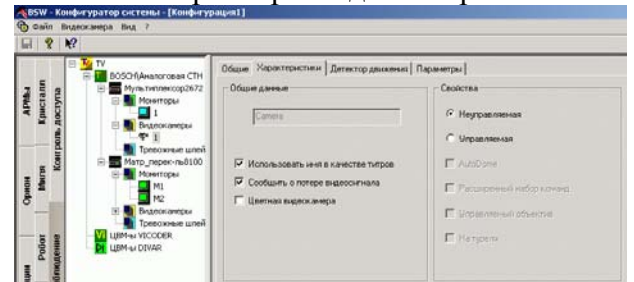 BSW - Конфигуратор системы - [Конфигурация1]
Файл Видеокамера Вид ?
TV
BOSCH\Аналоговая СТН
Мультиплексор2672
Мониторы
1
Видеокамеры
1
Тревожные шлей
Матр_перек-ль8100
Мониторы
M1
M2
Видеокамеры
Тревожные шлей
ЦВМ-ы VICODER
ЦВМ-ы DIVAR
АРМы
Кристалл
Контроль доступа
Орион
Мигм
Робот
Общие Характеристики Детектор движения Параметры
Общие данные
Camera
Использовать имя в качестве титров
Сообщить о потере видеосигнала
Цветная видеокамера
Свойства
Неуправляемая
Управляемая
AutoDome
Расширенный набор команд
Управляемый объектив
На турели